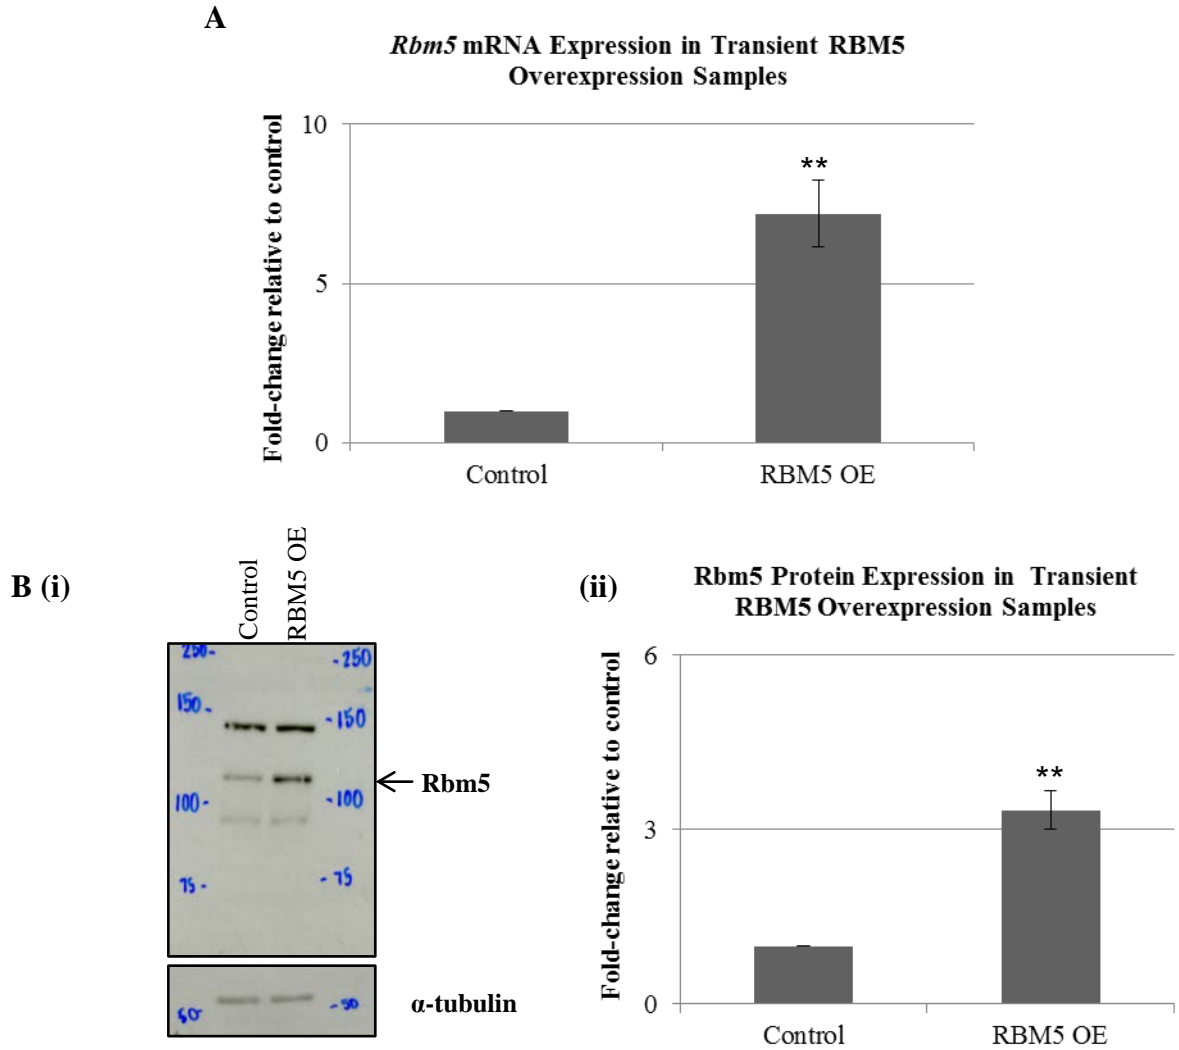 A
Rbm5 mRNA Expression in Transient RBM5
Overexpression Samples
Fold-change relative to control
10
5
0
**
Control
RBM5 OE
B (i)
Control
RBM5 OE
250-
-250
150-
-150
100-
-100
75-
-75
Rbm5
50-
-50
α-tubulin
(ii)
Rbm5 Protein Expression in Transient
RBM5 Overexpression Samples
Fold-change relative to control
6
3
0
**
Control
RBM5 OE